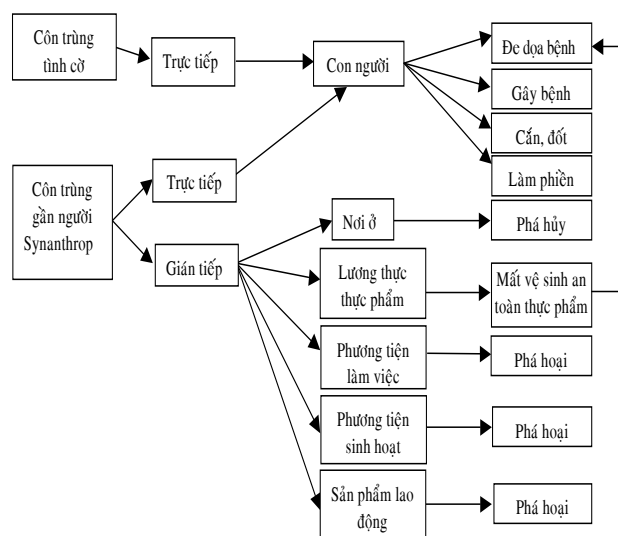 Côn trùng
tình cờ
Trực tiếp
Con người
Đe dọa bệnh
Gây bệnh
Cắn, đốt
Làm phiền
Côn trùng
gần người
Synanthrop
Trực tiếp
Gián tiếp
Nơi ở
Phá hủy
Lương thực
thực phẩm
Mất vệ sinh an
toàn thực phẩm
Phương tiện
làm việc
Phá hoại
Phương tiện
sinh hoạt
Phá hoại
Sản phẩm lao
động
Phá hoại